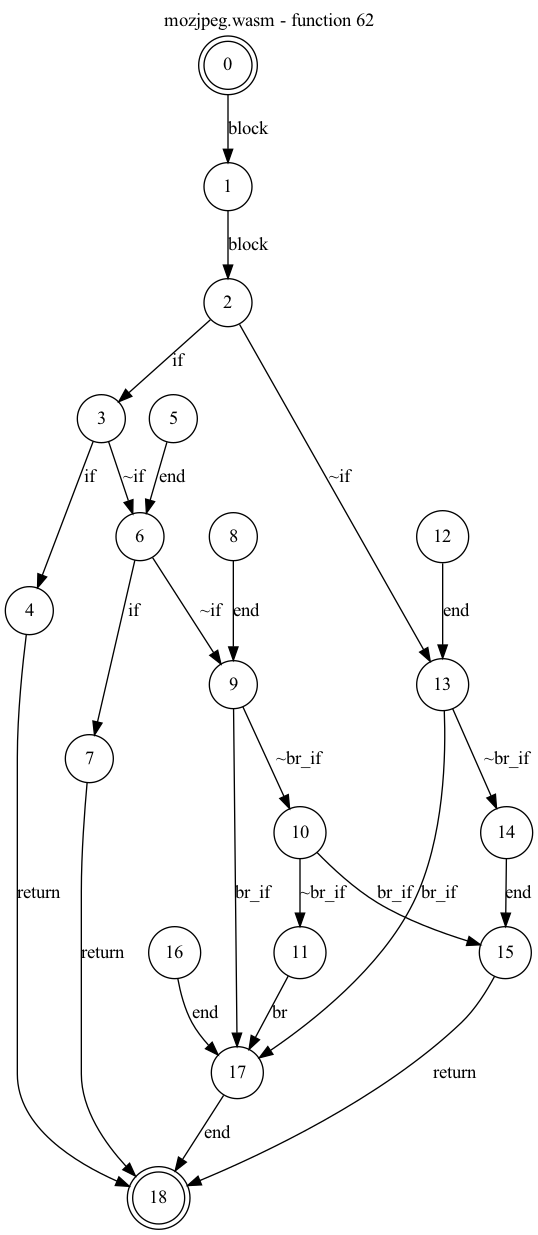 mozjpeg.wasm - function 62
0
block
1
block
2
if
3
5
if
~if
end
~if
6
8
12
4
if
~if
end
end
9
13
7
~br_if
~br_if
10
14
return
return
br_if
~br_if
br_if
br_if
end
16
11
15
end
br
17
return
end
18